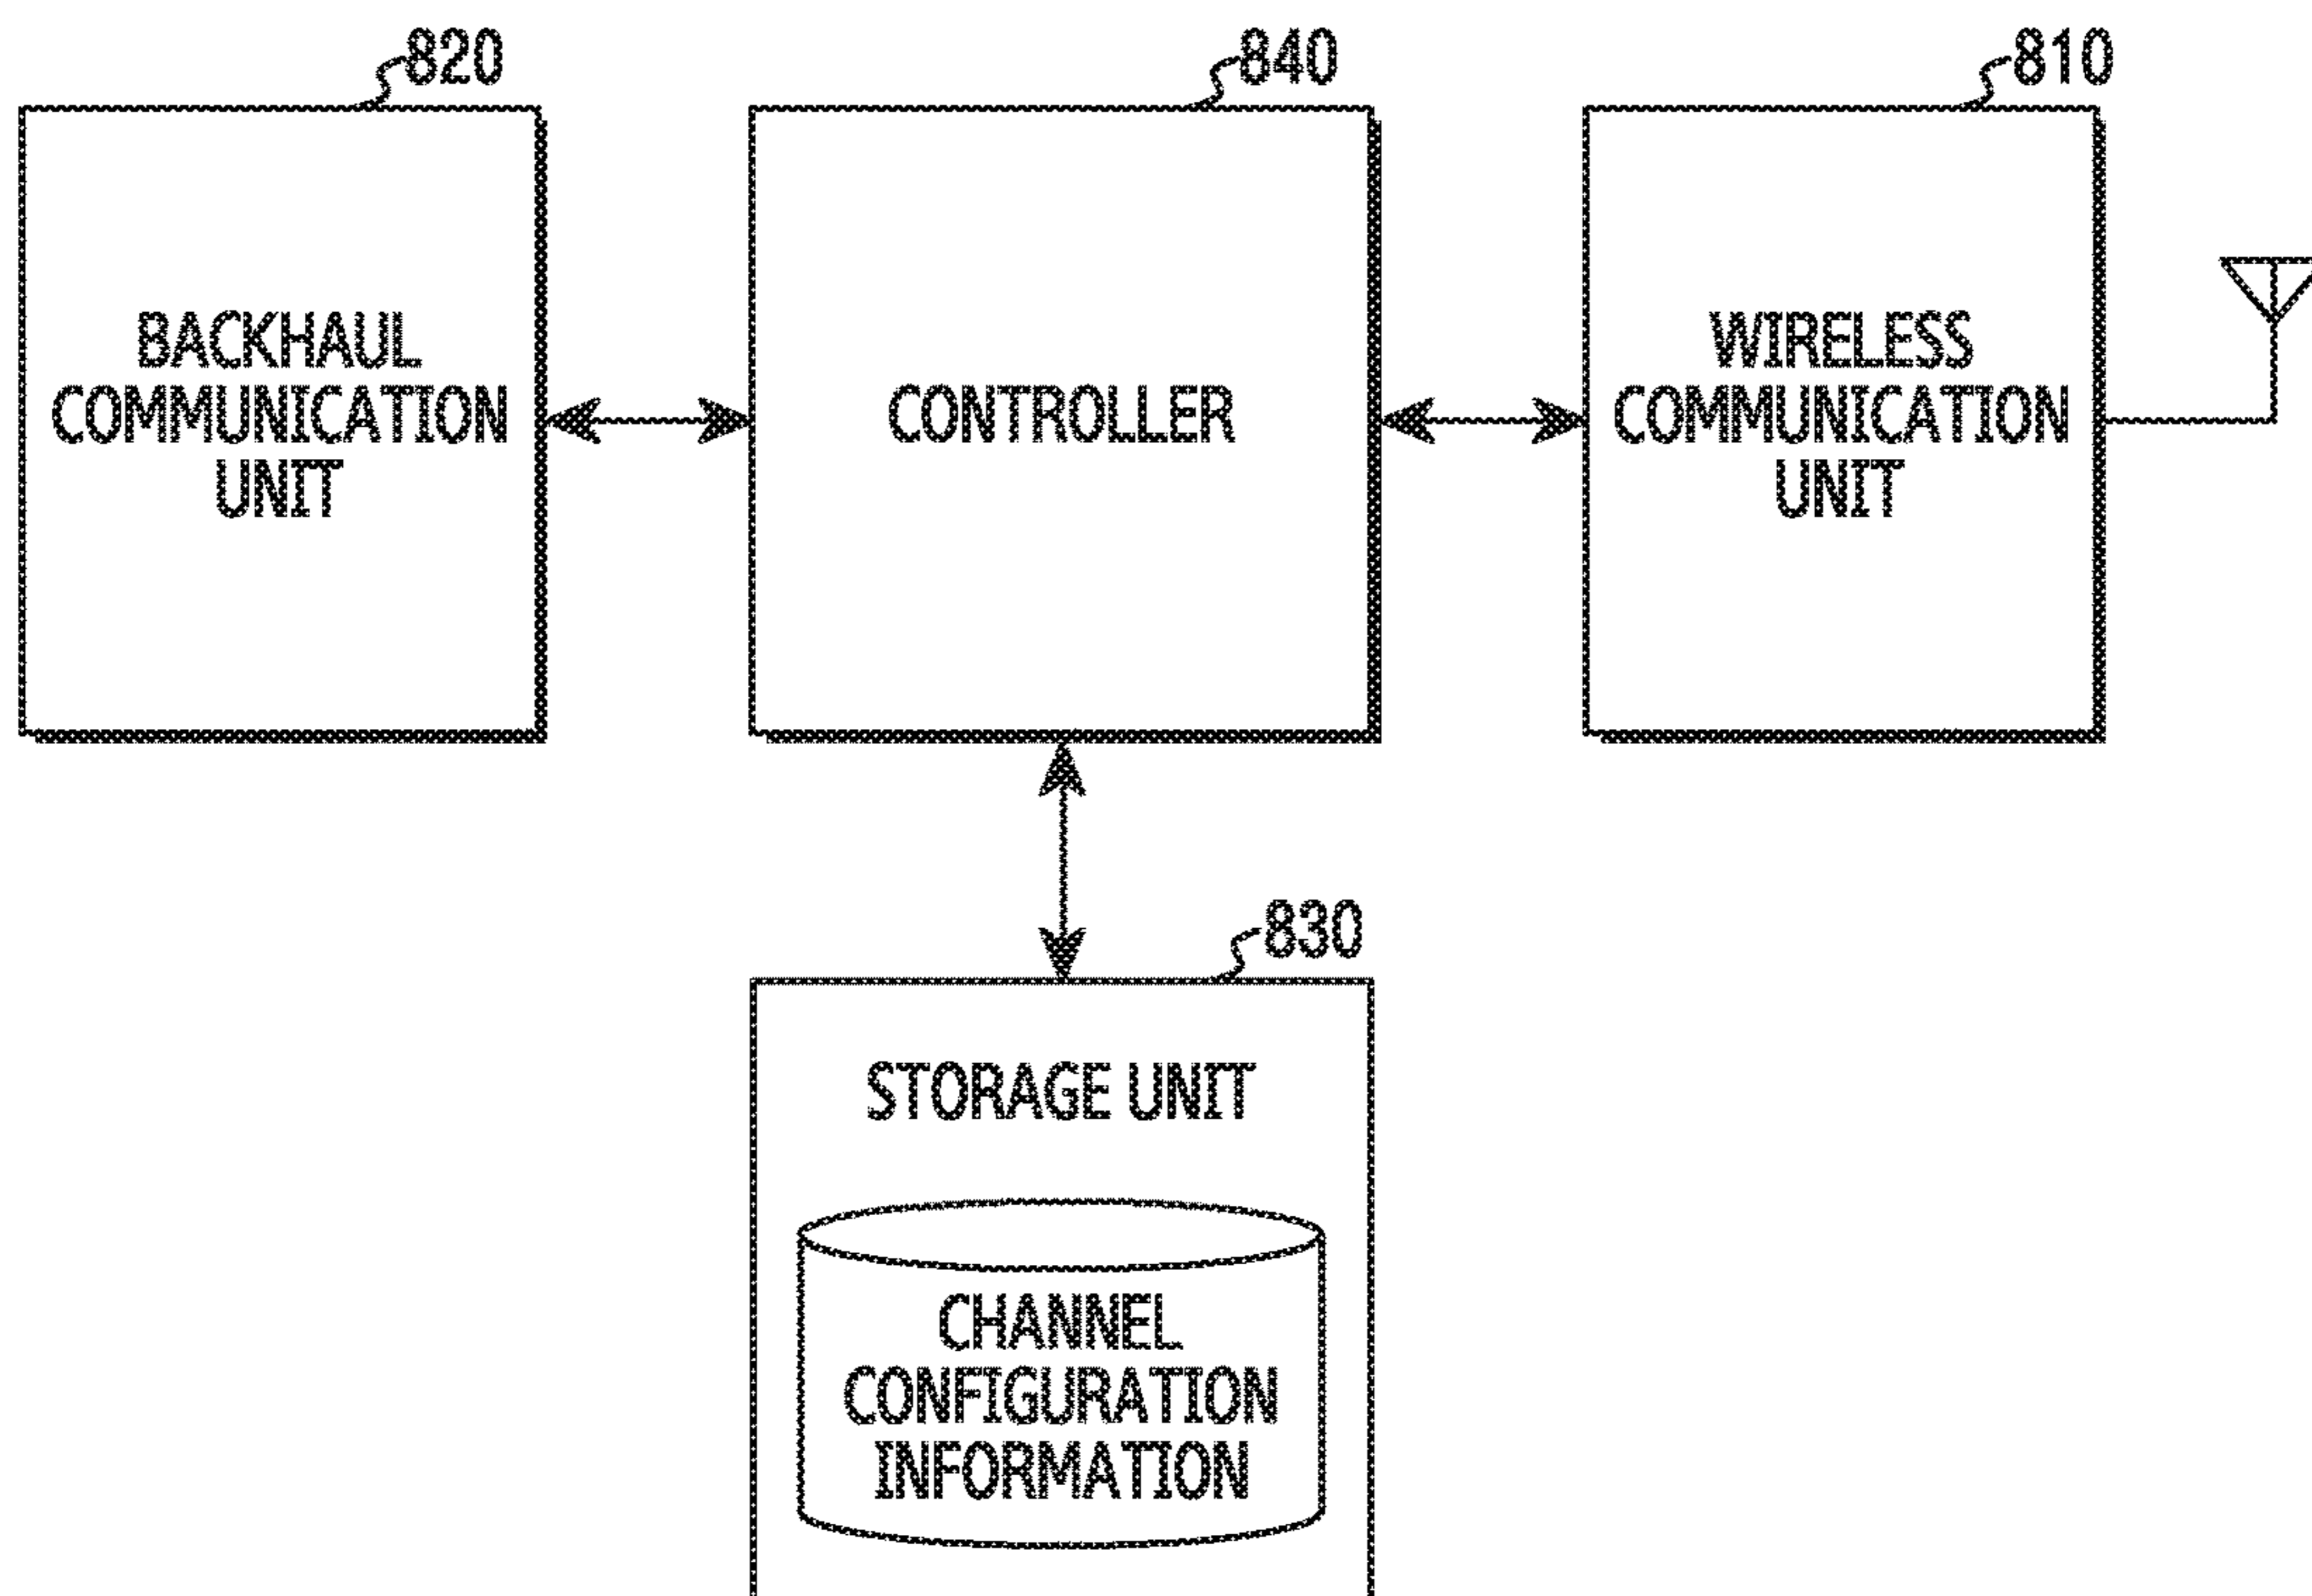 820
840
810
BACKHAUL
COMMUNICATION
UNIT
CONTROLLER
WIRELESS
COMMUNICATION
UNIT
830
STORAGE UNIT
CHANNEL
CONFIGURATION
INFORMATION